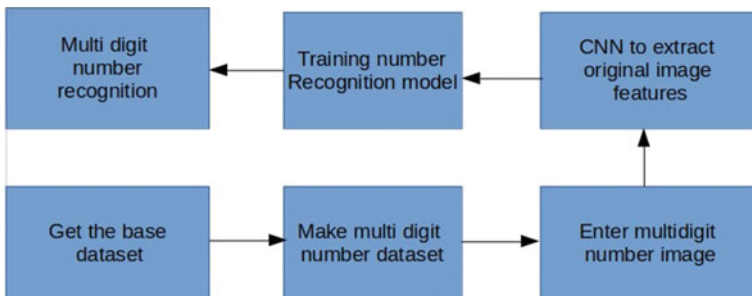 Multi digit
number
recognition
Training number
Recognition model
CNN to extract
original image
features
Get the base
dataset
Make multi digit
number dataset
Enter multidigit
number image